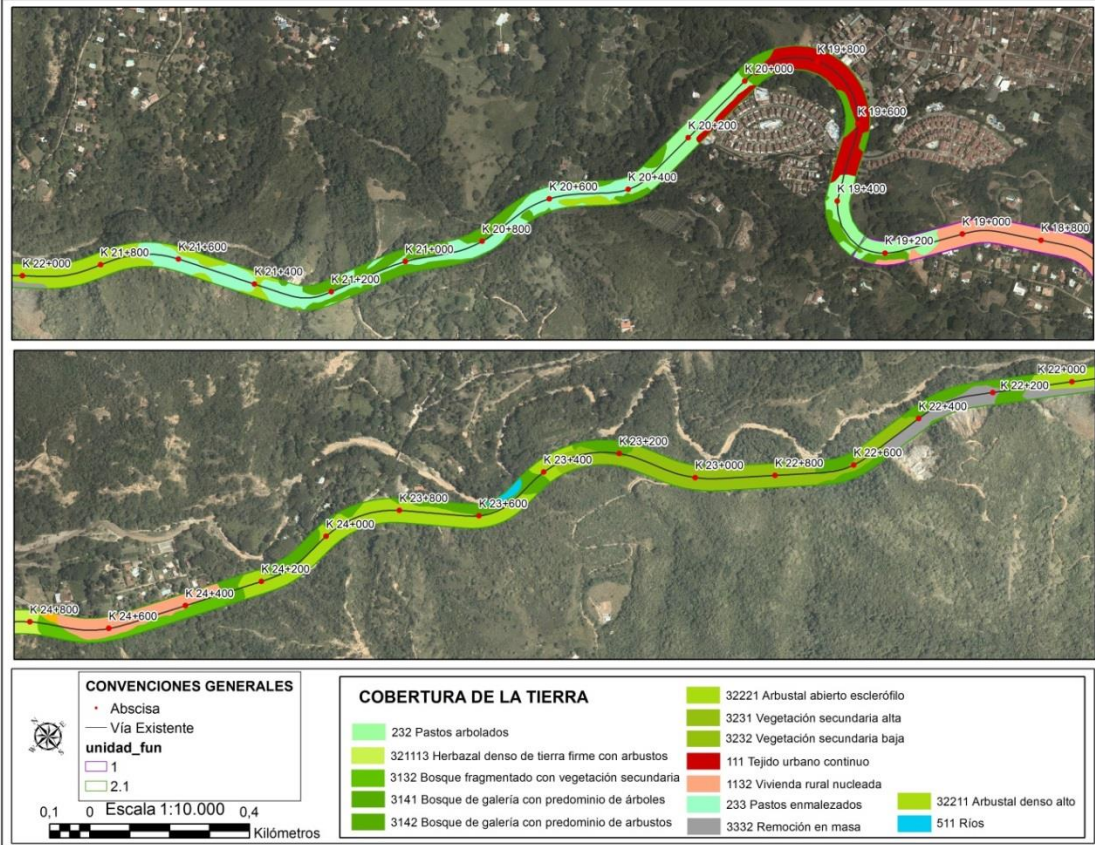 K 19+800
K 20+000
K 19+600
K 20+200
K 20+400
K 19+400
K 20+600
K 19+000
K 18+800
K 20+800
K 19+200
K 21+000
K 21+600
K 21+800
K 22+000
K 21+400
K 21+200
K 22+000
K 22+200
K 22+400
K 23+200
K 23+400
K 22+600
K 22+800
K 23+000
K 23+800
K 23+600
K 24+000
K 24+200
K 24+400
K 24+800
K 24+600
CONVENCIONES GENERALES
Abscisa
Vía Existente
unidad_fun
1
2.1
N
E
W
S
Escala 1:10.000
0,1 0 0,4
Kilómetros
COBERTURA DE LA TIERRA
232 Pastos arbolados
321113 Herbazal denso de tierra firme con arbustos
3132 Bosque fragmentado con vegetación secundaria
3141 Bosque de galería con predominio de árboles
3142 Bosque de galería con predominio de arbustos
32221 Arbustal abierto esclerófilo
3231 Vegetación secundaria alta
3232 Vegetación secundaria baja
111 Tejido urbano continuo
1132 Vivienda rural nucleada
233 Pastos enmalezados
3332 Remoción en masa
32211 Arbustal denso alto
511 Ríos